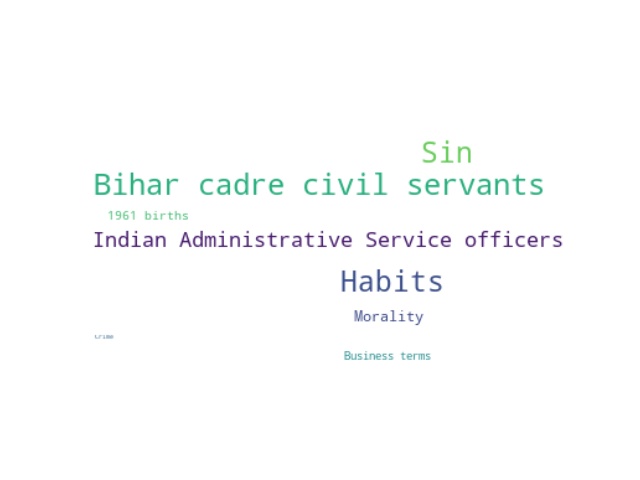 Sin
Bihar cadre civil servants
1961 births
Indian Administrative Service officers
Habits
Morality
Crime
Business terms